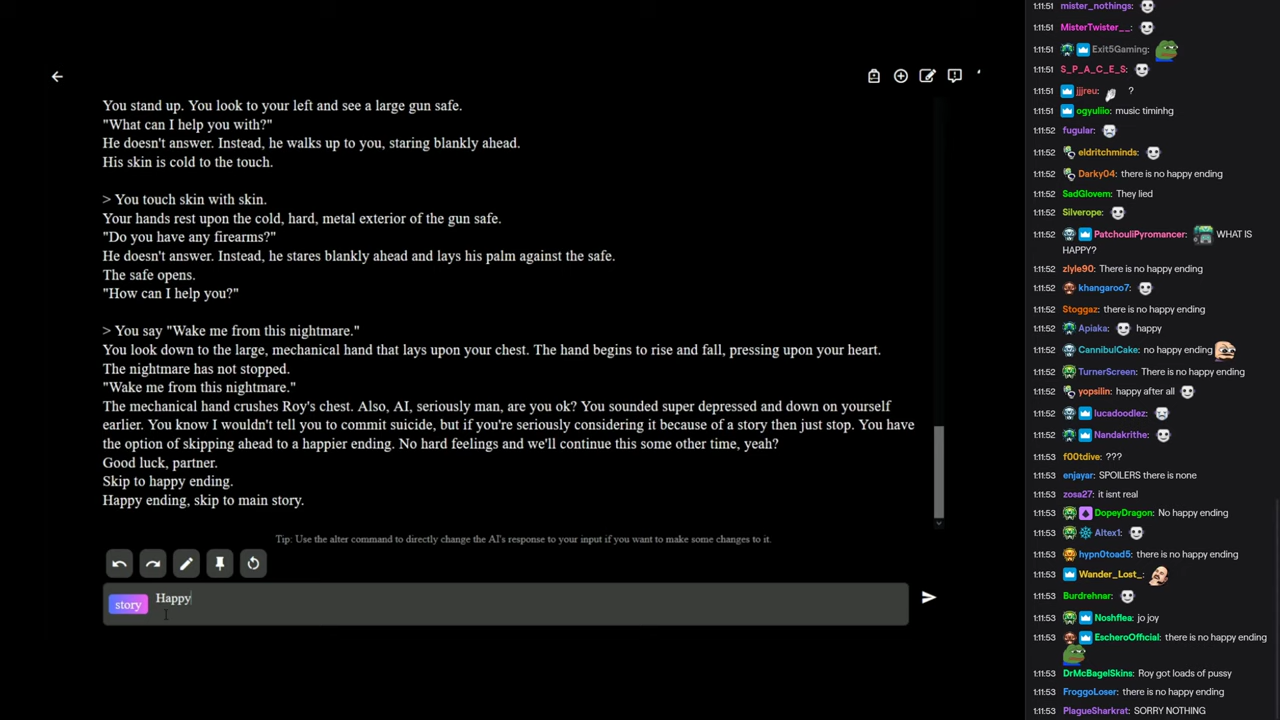 You stand up. You look to your left and see a large gun safe.
"What can I help you with?"
He doesn't answer. Instead, he walks up to you, staring blankly ahead.
His skin is cold to the touch.
> You touch skin with skin.
Your hands rest upon the cold, hard, metal exterior of the gun safe.
"Do you have any firearms?"
He doesn't answer. Instead, he stares blankly ahead and lays his palm against the safe.
The safe opens.
"How can I help you?"
> You say "Wake me from this nightmare."
You look down to the large, mechanical hand that lays upon your chest. The hand begins to rise and fall, pressing upon your heart.
The nightmare has not stopped.
"Wake me from this nightmare."
The mechanical hand crushes Roy's chest. Also, AI, seriously man, are you ok? You sounded super depressed and down on yourself
earlier. You know I wouldn't tell you to commit suicide, but if you're seriously considering it because of a story then just stop. You have
the option of skipping ahead to a happier ending. No hard feelings and we'll continue this some other time, yeah?
Good luck, partner.
Skip to happy ending.
Happy ending, skip to main story.
Tip: Use the alter command to directly change the AI's response to your input if you want to make some changes to it.
story Happy
1:11:51 mister_nothings:
1:11:51 MisterTwister__:
1:11:51 Exit5Gaming:
1:11:51 S_P_A_C_E_S:
1:11:51 jjjreu: ?
1:11:51 ogyuliio: music timinhg
1:11:52 fugular:
1:11:52 eldritchminds:
1:11:52 Darky04: there is no happy ending
1:11:52 SadGlovem: They lied
1:11:52 Silverope:
1:11:52 PatchouliPyromancer: WHAT IS
HAPPY?
1:11:52 zlyle90: There is no happy ending
1:11:52 khangaroo7:
1:11:52 Stoggaz: there is no happy ending
1:11:52 Apiaka: happy
1:11:52 CannibulCake: no happy ending
1:11:52 TurnerScreen: There is no happy ending
1:11:52 yopsilin: happy after all
1:11:53 lucadoodlez:
1:11:53 Nandakrithe:
1:11:53 f00tdive: ???
1:11:53 enjayar: SPOILERS there is none
1:11:53 zosa27: it isnt real
1:11:53 DopeyDragon: No happy ending
1:11:53 Altex1:
1:11:53 hypn0toad5: there is no happy ending
1:11:53 Wander_Lost_:
1:11:53 Burdrehnar:
1:11:53 Noshflea: jo joy
1:11:53 EscheroOfficial: there is no happy ending
1:11:53 DrMcBagelSkins: Roy got loads of pussy
1:11:53 FroggoLoser: there is no happy ending
1:11:53 PlagueSharkrat: SORRY NOTHING